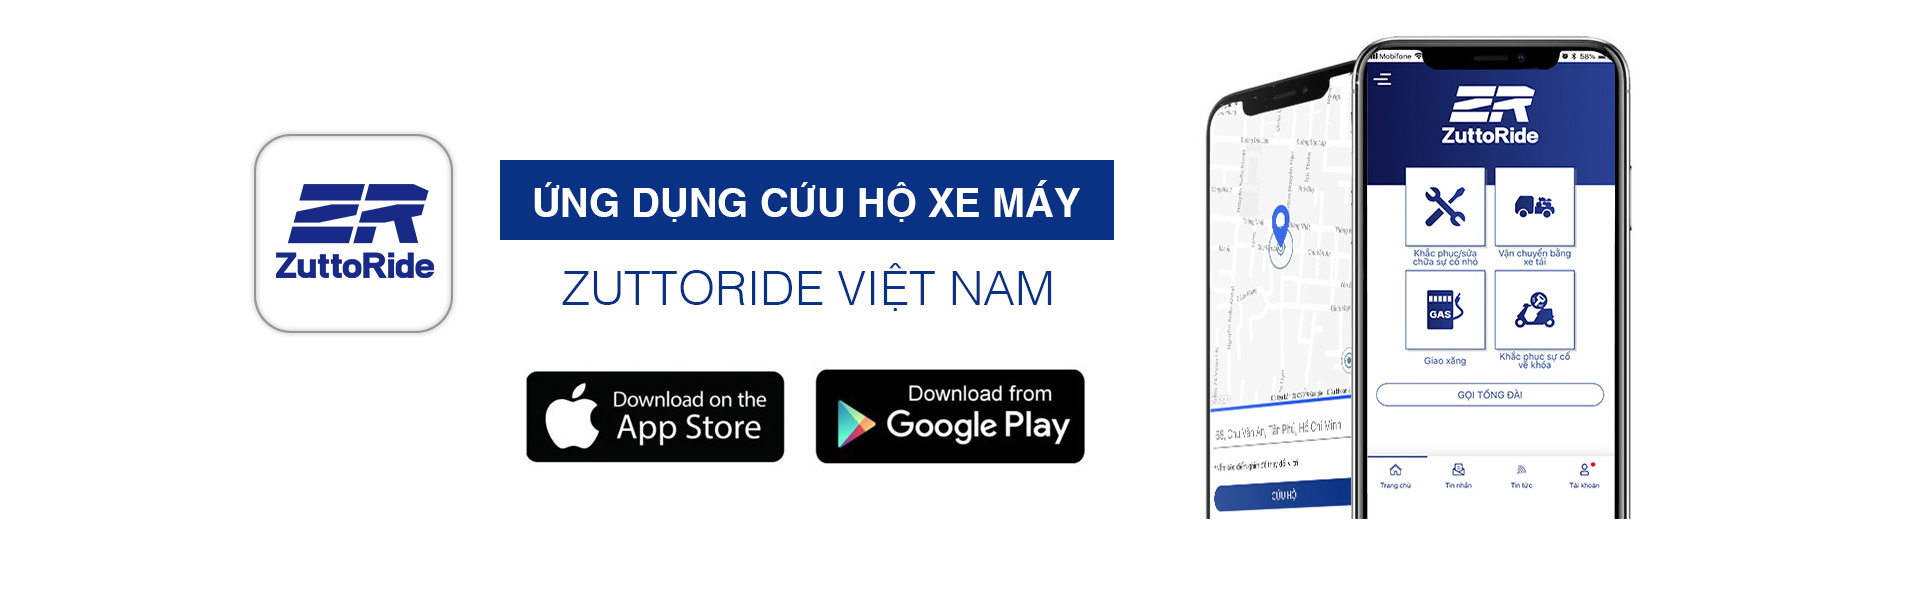 ZR
ZuttoRide
ỨNG DỤNG CỨU HỘ XE MÁY
ZUTTORIDE VIỆT NAM
Download on the
App Store
Download from
Google Play
68, Chu Văn An, Tân Phú, Hồ Chí Minh
CỨU HỘ
Mobifone
58%
ZR
ZuttoRide
Khắc phục/sửa
chữa sự cố nhỏ
Vận chuyển bằng
xe tải
GAS
Giao xăng
Khắc phục sự cố
về khóa
GỌI TỔNG ĐÀI
Trang chủ
Tin nhắn
Tin tức
Tài khoản